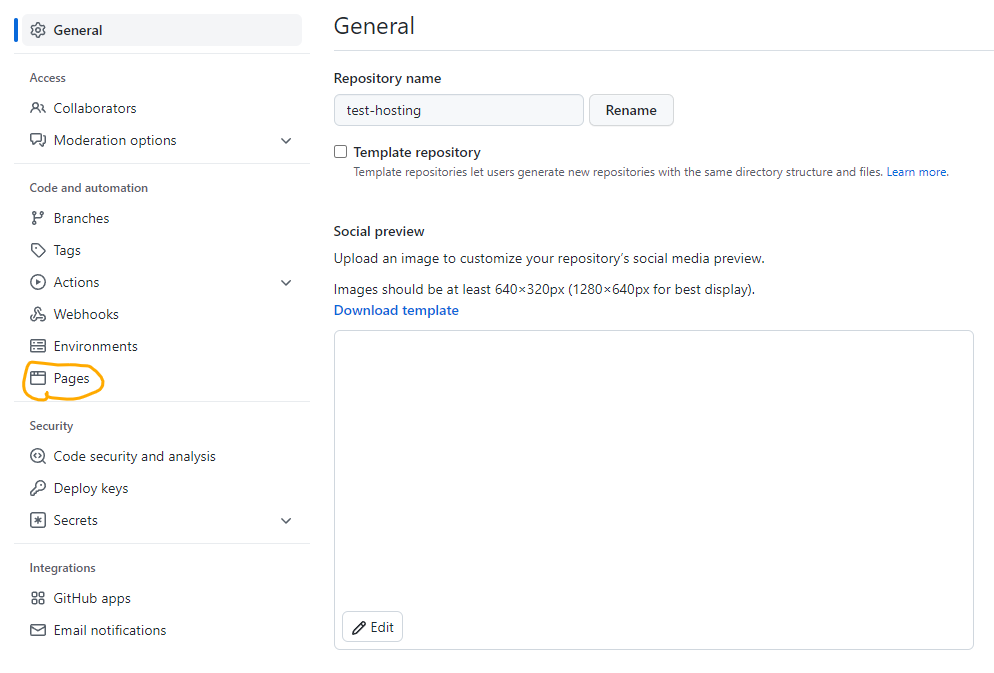 General
Access
Collaborators
Moderation options
Code and automation
Branches
Tags
Actions
Webhooks
Environments
Pages
Security
Code security and analysis
Deploy keys
Secrets
Integrations
GitHub apps
Email notifications
General
Repository name
test-hosting
Rename
Template repository
Template repositories let users generate new repositories with the same directory structure and files. Learn more.
Social preview
Upload an image to customize your repository’s social media preview.
Images should be at least 640×320px (1280×640px for best display).
Download template
Edit